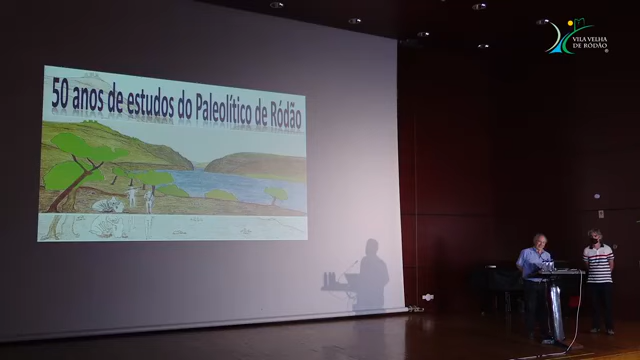 50 anos de estudos do Paleolítico de Ródão
VILA VELHA
DE RÓDÃO